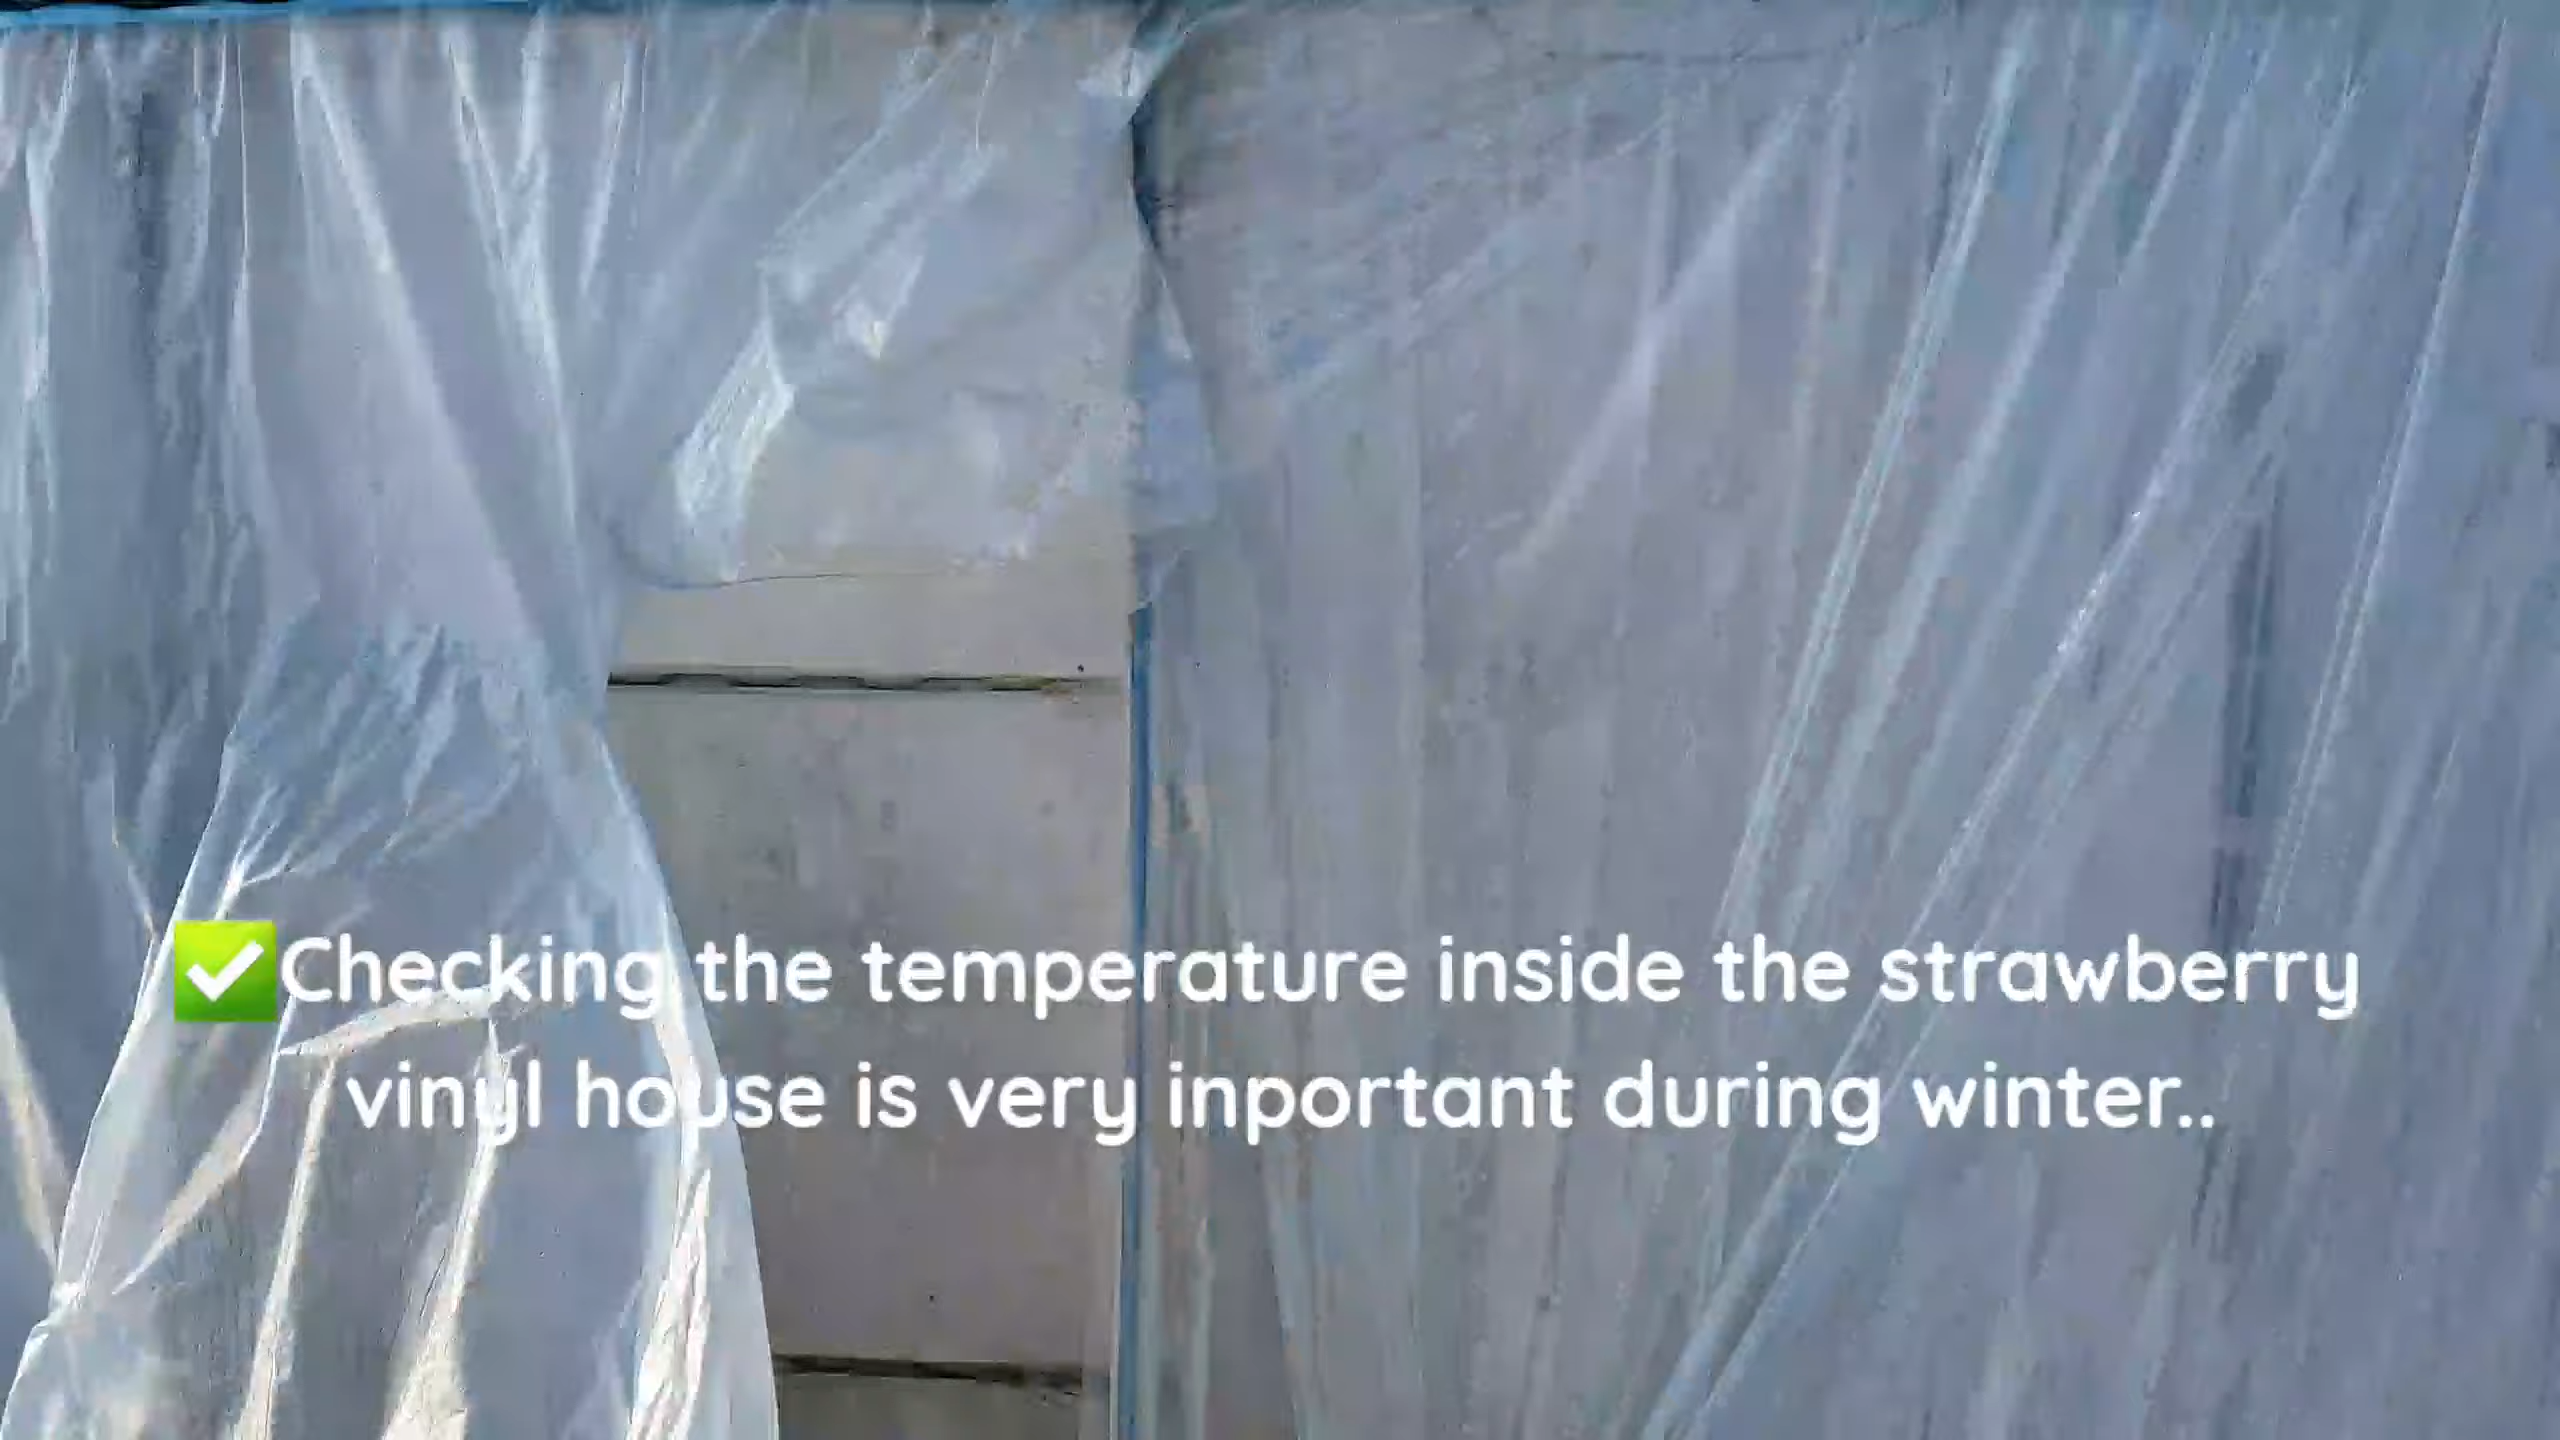 ✅Checking the temperature inside the strawberry
vinyl house is very inportant during winter..